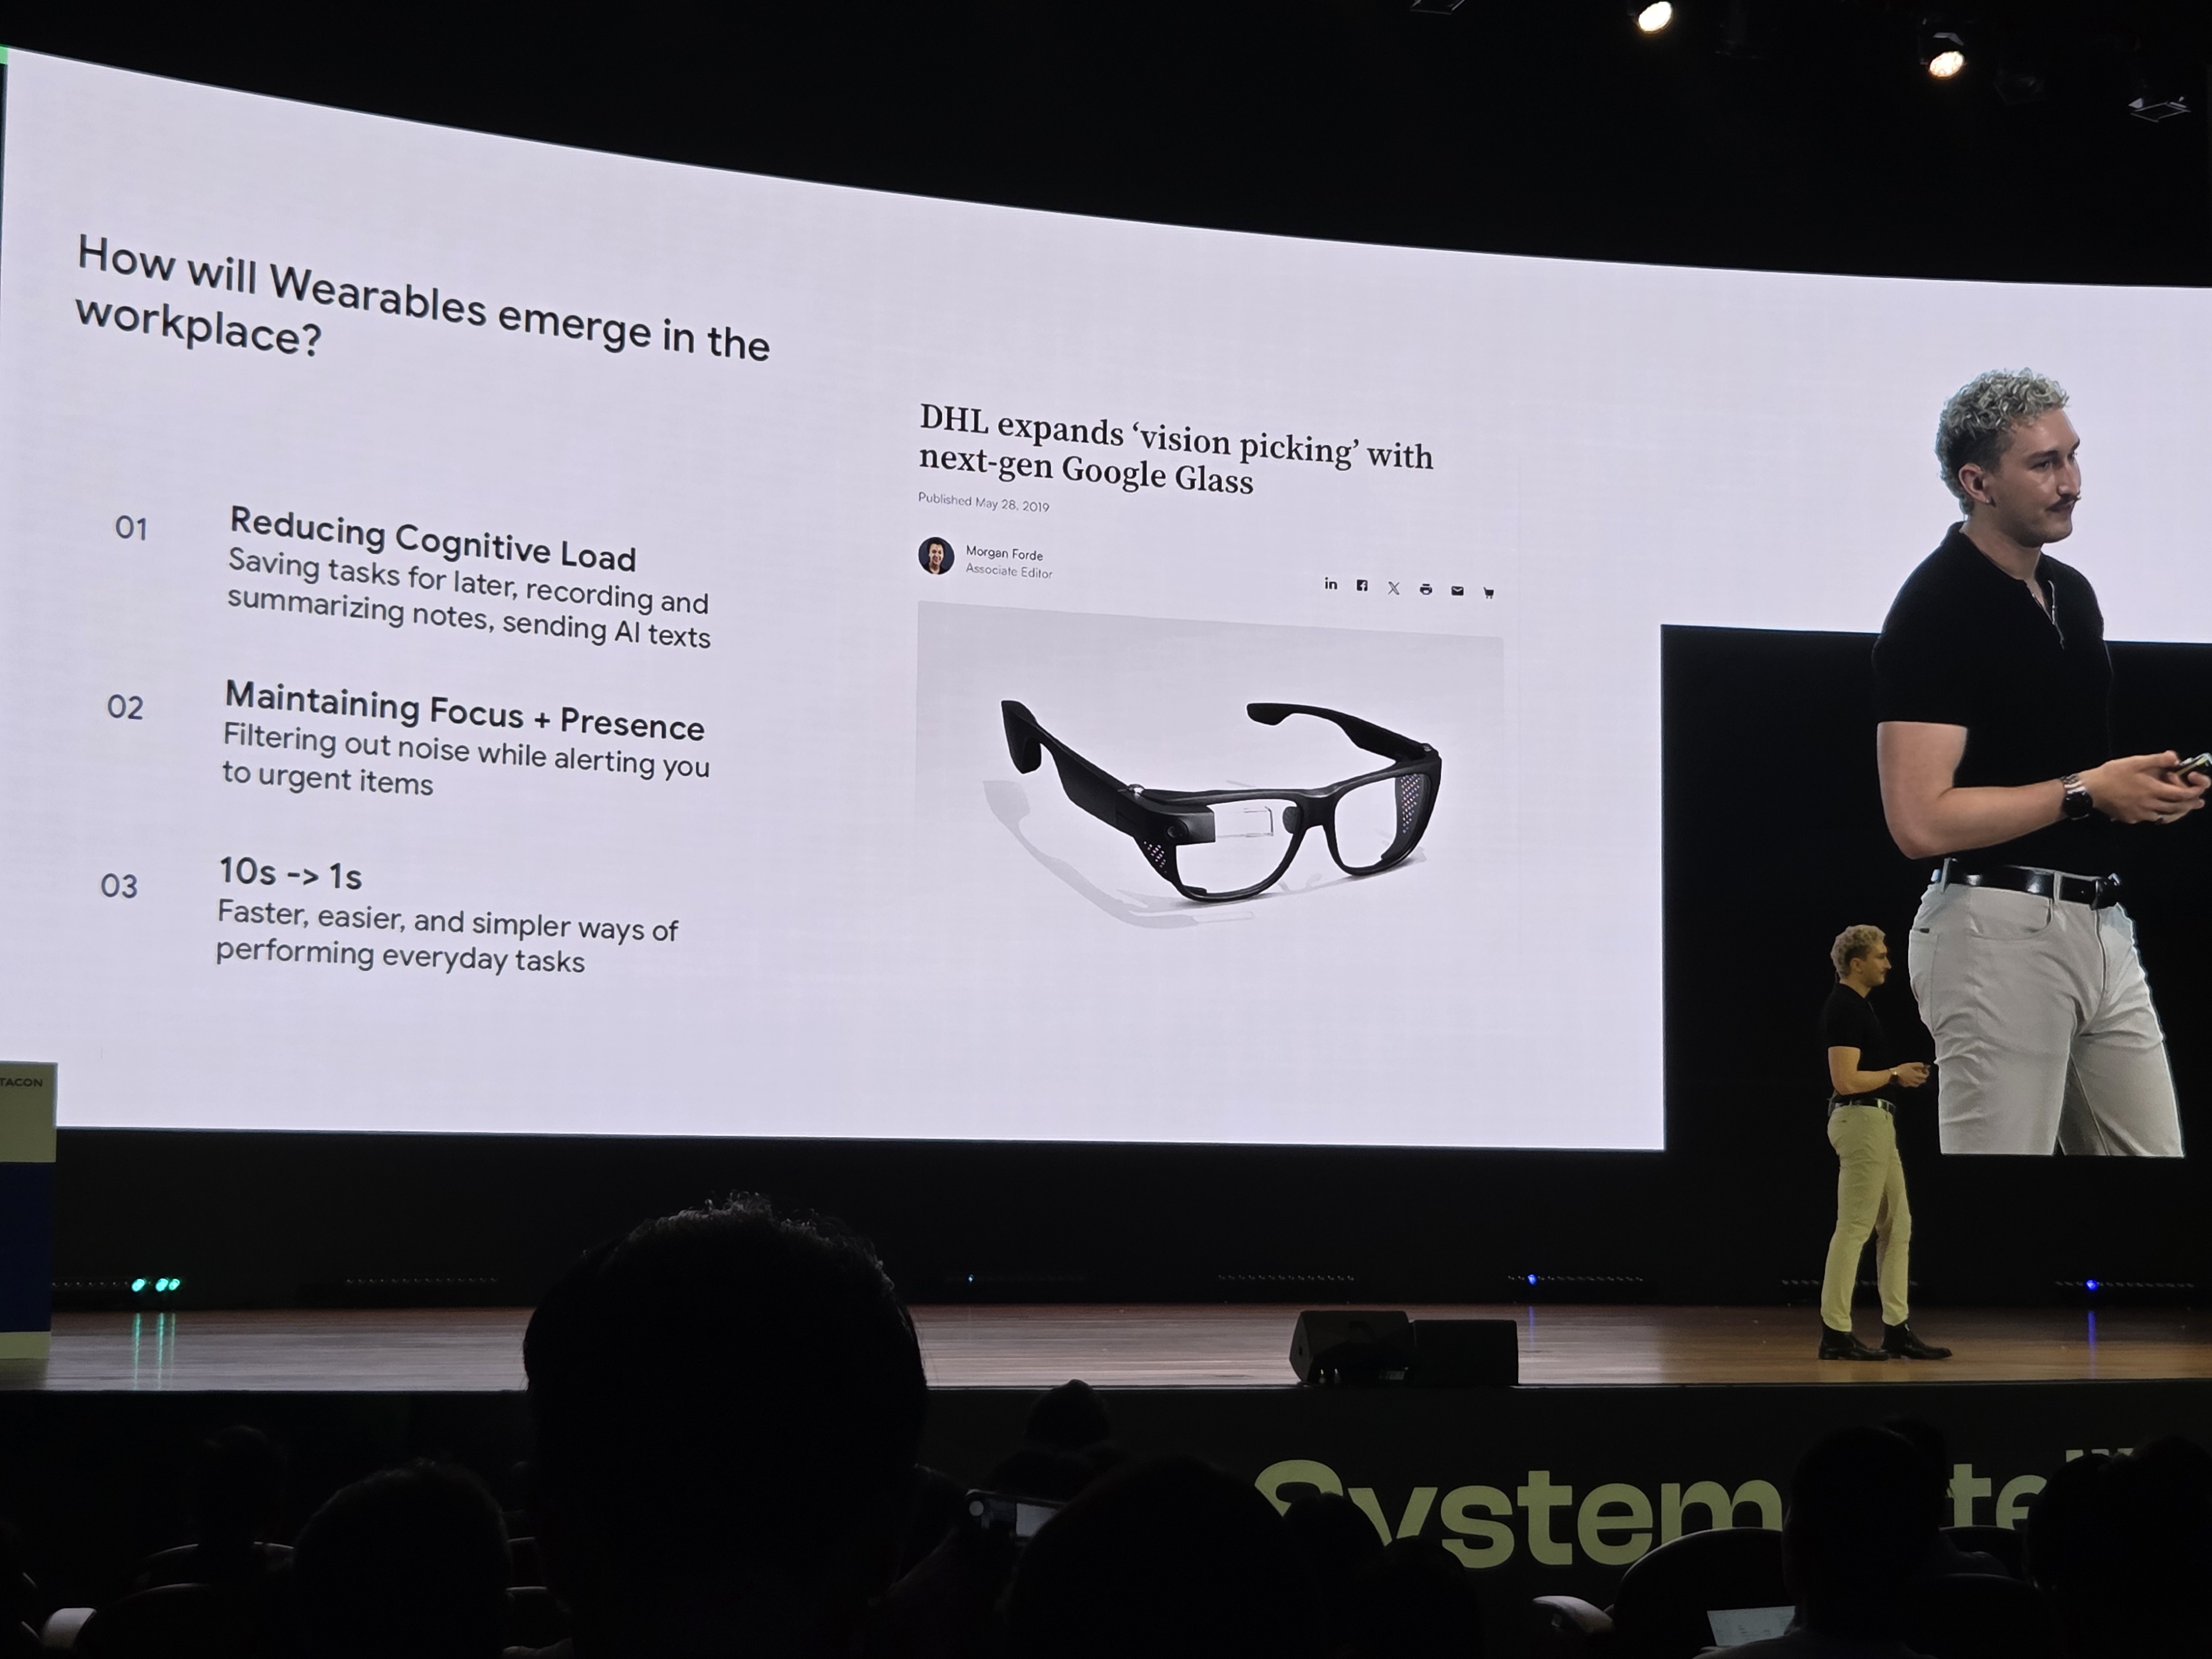 How will Wearables emerge in the
workplace?
01
Reducing Cognitive Load
Saving tasks for later, recording and
summarizing notes, sending AI texts
02
Maintaining Focus + Presence
Filtering out noise while alerting you
to urgent items
03
10s -> 1s
Faster, easier, and simpler ways of
performing everyday tasks
DHL expands ‘vision picking’ with
next-gen Google Glass
Published May 28, 2019
Morgan Forde
Associate Editor
in
TACON
System